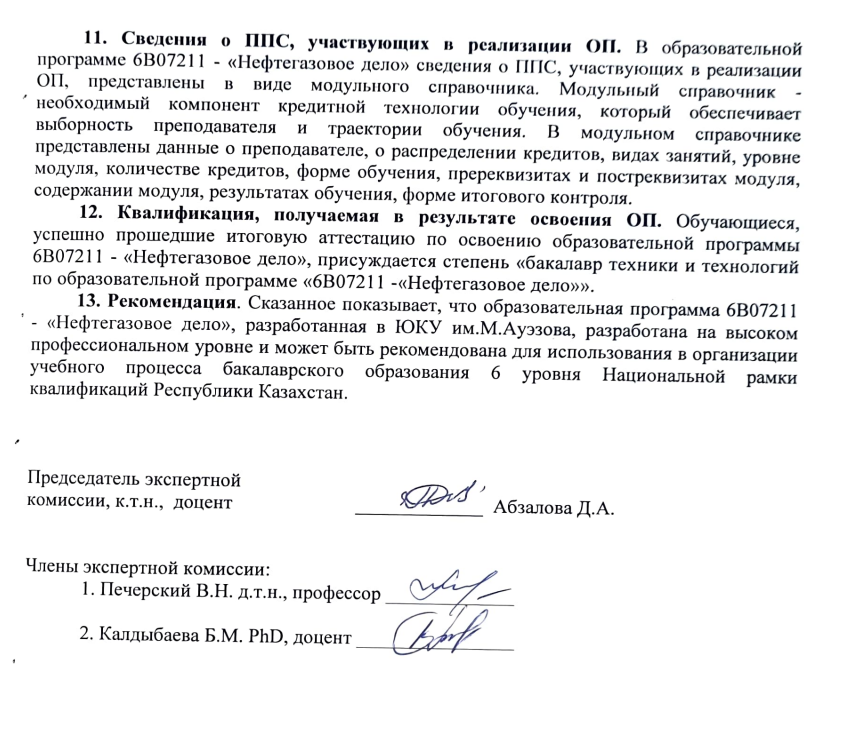 11. Сведения о ППС, участвующих в реализации ОП. В образовательной
программе 6В07211 - «Нефтегазовое дело» сведения о ППС, участвующих в реализации
ОП, представлены в виде модульного справочника. Модульный справочник -
необходимый компонент кредитной технологии обучения, который обеспечивает
выборность преподавателя и траектории обучения. В модульном справочнике
представлены данные о преподавателе, о распределении кредитов, видах занятий, уровне
модуля, количестве кредитов, форме обучения, пререквизитах и постреквизитах модуля,
содержании модуля, результатах обучения, форме итогового контроля.
12. Квалификация, получаемая в результате освоения ОП. Обучающиеся,
успешно прошедшие итоговую аттестацию по освоению образовательной программы
6В07211 - «Нефтегазовое дело», присуждается степень «бакалавр техники и технологий
по образовательной программе «6В07211 -«Нефтегазовое дело»».
13. Рекомендация. Сказанное показывает, что образовательная программа 6В07211
- «Нефтегазовое дело», разработанная в ЮКУ им.М.Ауэзова, разработана на высоком
профессиональном уровне и может быть рекомендована для использования в организации
учебного процесса бакалаврского образования 6 уровня Национальной рамки
квалификаций Республики Казахстан.
Председатель экспертной
комиссии, к.т.н., доцент Абзалова Д.А.
Члены экспертной комиссии:
1. Печерский В.Н. д.т.н., профессор
2. Калдыбаева Б.М. PhD, доцент